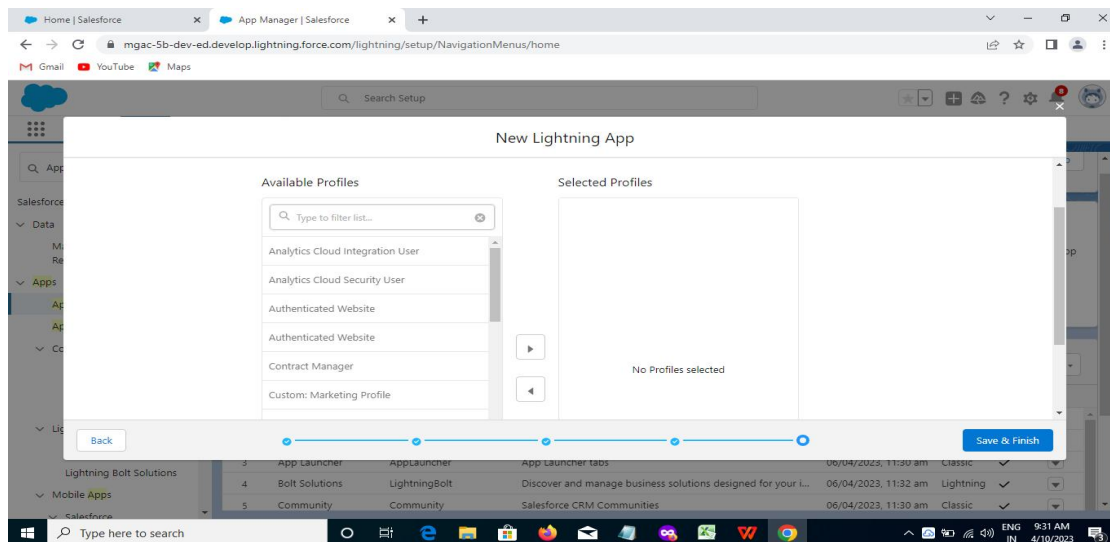 Home | Salesforce
App Manager | Salesforce
mgac-5b-dev-ed.develop.lightning.force.com/lightning/setup/NavigationMenus/home
Gmail YouTube Maps
Search Setup
New Lightning App
App
Salesforce
Data
Apps
Available Profiles
Selected Profiles
Type to filter list...
Analytics Cloud Integration User
Analytics Cloud Security User
Authenticated Website
Authenticated Website
Contract Manager
Custom: Marketing Profile
No Profiles selected
Back
Save & Finish
3 App Launcher AppLauncher App Launcher tabs 06/04/2023, 11:30 am Classic
Lightning Bolt Solutions
4 Bolt Solutions LightningBolt Discover and manage business solutions designed for your i... 06/04/2023, 11:32 am Lightning
Mobile Apps
5 Community Community Salesforce CRM Communities 06/04/2023, 11:30 am Classic
Salesforce
Type here to search
ENG
IN
9:31 AM
4/10/2023